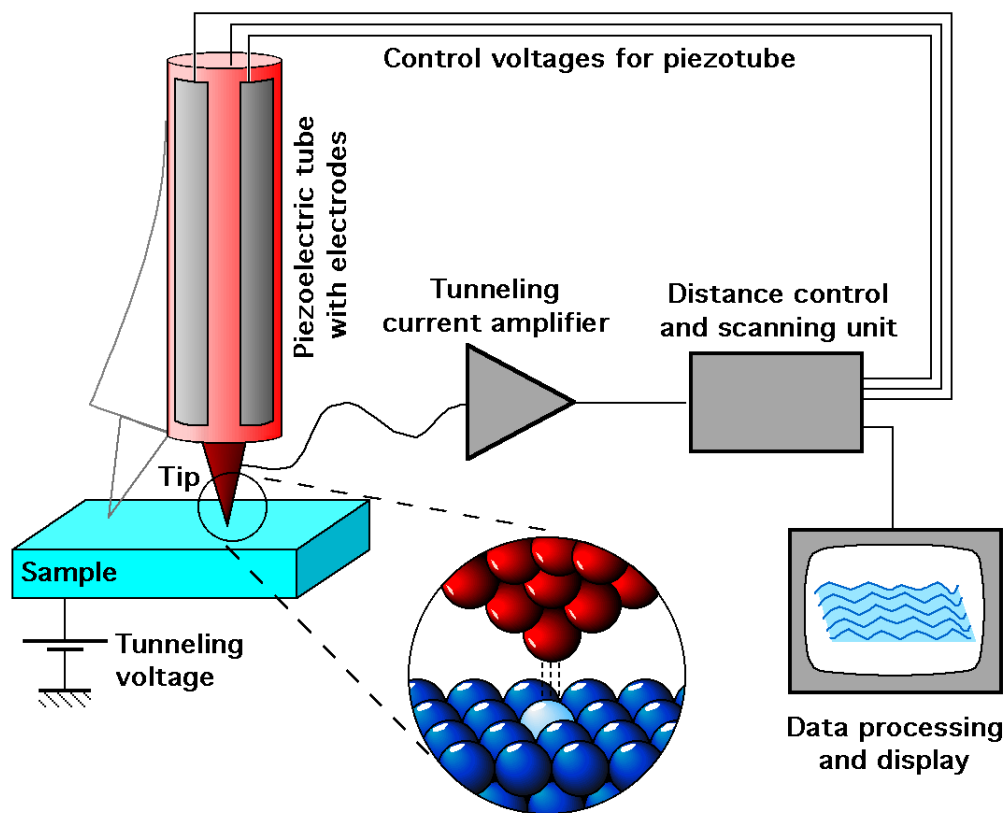 Control voltages for piezotube
Piezoelectric tube
with electrodes
Tunneling
current amplifier
Distance control
and scanning unit
Tip
Sample
Tunneling
voltage
Data processing
and display